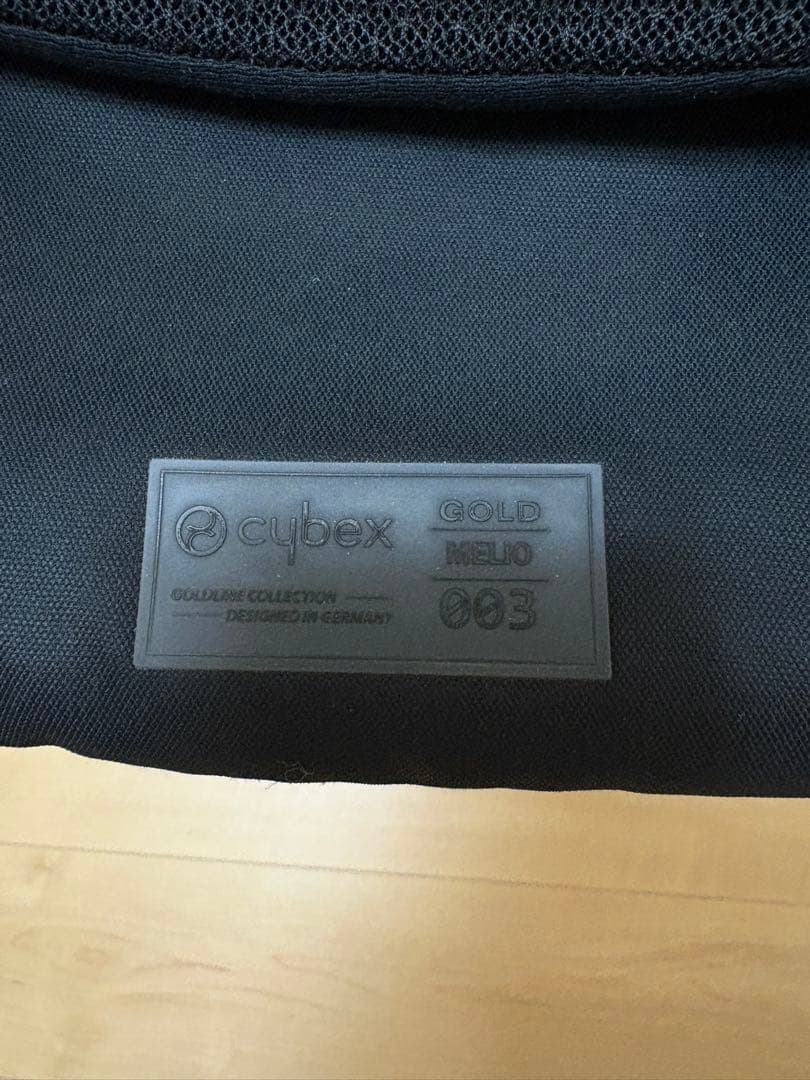 cybex
GOLDLINE COLLECTION
DESIGNED IN GERMANY
GOLD
MELIO
003